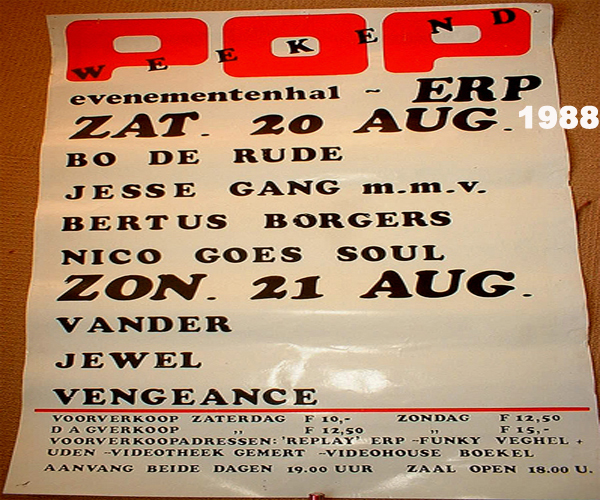 POP
WEEKEND
evenementenhal ~ ERP
ZAT. 20 AUG. 1988
BO DE RUDE
JESSE GANG m.m.v.
BERTUS BORGERS
NICO GOES SOUL
ZON. 21 AUG.
VANDER
JEWEL
VENGEANCE
VOORVERKOOP ZATERDAG F 10,- ZONDAG F 12,50
DAGVERKOOP ,, F 12,50 ,, F 15,-
VOORVERKOOPADRESSEN: 'REPLAY' ERP ~FUNKY VEGHEL +
UDEN ~VIDEOTHEEK GEMERT ~VIDEOHOUSE BOEKEL
AANVANG BEIDE DAGEN 19.00 UUR ZAAL OPEN 18.00 U.